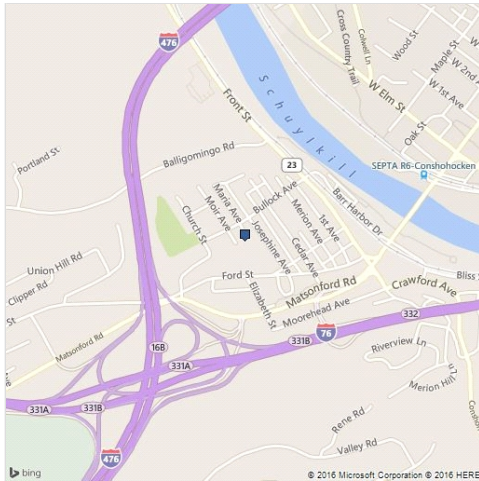 476
Cross Country Trail
Colwell Ln
Wood St
Maple St
W 2nd A
W 1st Ave
W Elm St
Oak St
Front St
Schuylkill
Portland St
Balligomingo Rd
23
SEPTA R6-Conshohocken
Maria Ave
Moir Ave
Bullock Ave
Barr Harbor Dr
1st Ave
Merion Ave
Church St
Josephine Ave
Cedar Ave
Union Hill Rd
Ford St
Elizabeth St
Matsonford Rd
Bliss
Clipper Rd
Crawford Ave
St
Moorehead Ave
332
Matsonford Rd
76
16B
331B
Riverview Ln
331A
Ave
Ln
Merion Hill
331A
331B
Consho
Rene Rd
Valley Rd
476
bing
© 2016 Microsoft Corporation © 2016 HERE